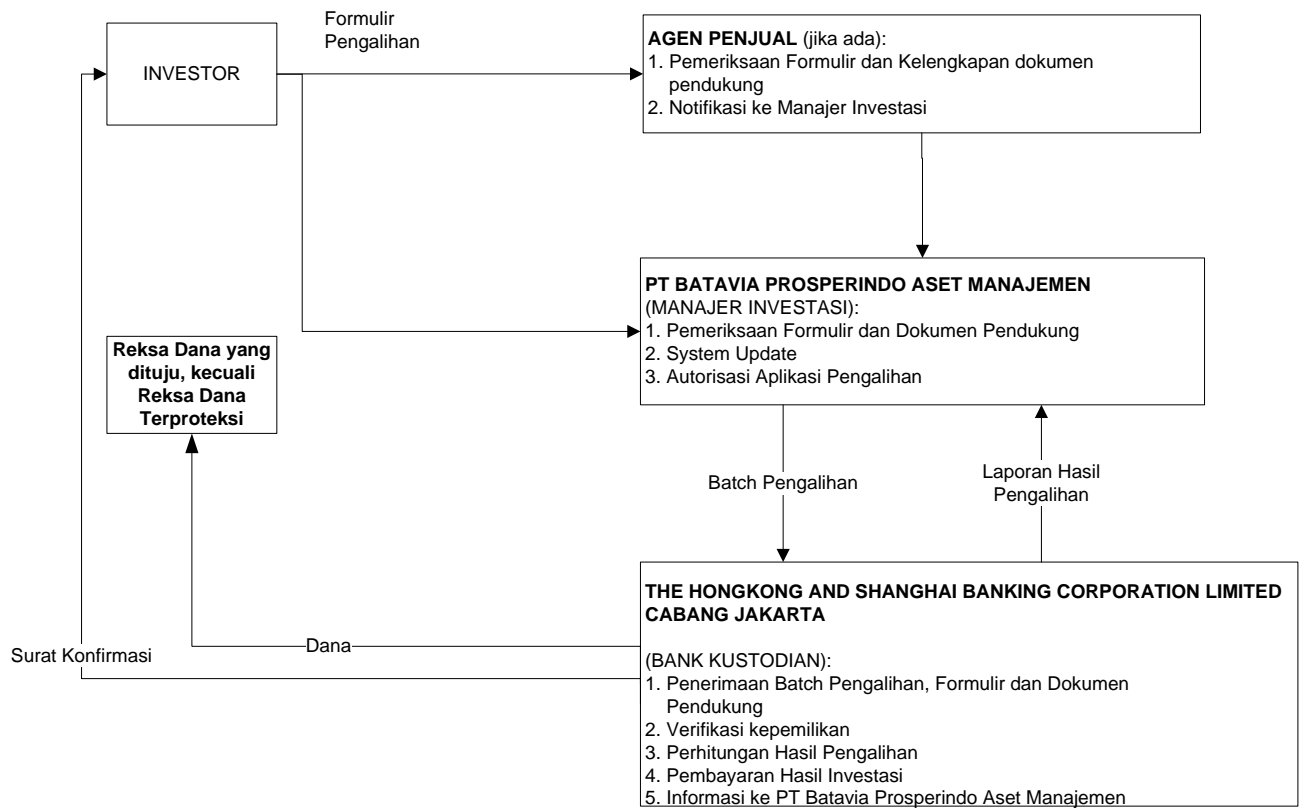 Formulir
Pengalihan
INVESTOR
AGEN PENJUAL (jika ada):
1. Pemeriksaan Formulir dan Kelengkapan dokumen
pendukung
2. Notifikasi ke Manajer Investasi
PT BATAVIA PROSPERINDO ASET MANAJEMEN
(MANAJER INVESTASI):
1. Pemeriksaan Formulir dan Dokumen Pendukung
2. System Update
3. Autorisasi Aplikasi Pengalihan
Reksa Dana yang
dituju, kecuali
Reksa Dana
Terproteksi
Batch Pengalihan
Laporan Hasil
Pengalihan
THE HONGKONG AND SHANGHAI BANKING CORPORATION LIMITED
CABANG JAKARTA
(BANK KUSTODIAN):
1. Penerimaan Batch Pengalihan, Formulir dan Dokumen
Pendukung
2. Verifikasi kepemilikan
3. Perhitungan Hasil Pengalihan
4. Pembayaran Hasil Investasi
5. Informasi ke PT Batavia Prosperindo Aset Manajemen
Dana
Surat Konfirmasi